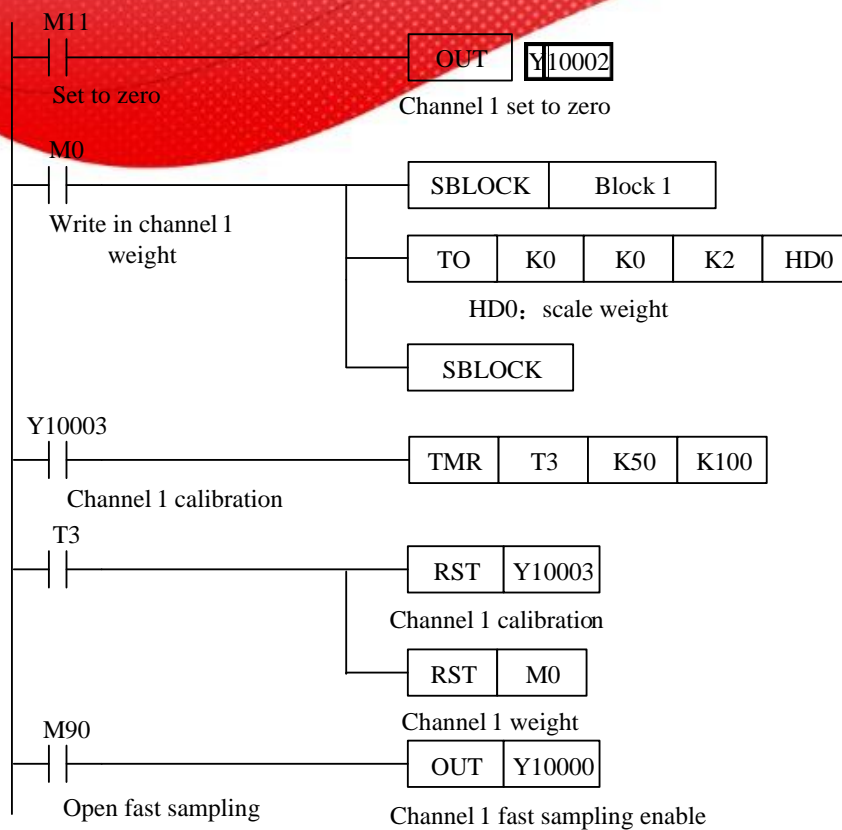 M11
OUT Y10002
Set to zero
Channel 1 set to zero
M0
SBLOCK Block 1
Write in channel 1
weight
TO K0 K0 K2 HD0
HD0：scale weight
SBLOCK
Y10003
TMR T3 K50 K100
Channel 1 calibration
T3
RST Y10003
Channel 1 calibration
RST M0
Channel 1 weight
M90
OUT Y10000
Open fast sampling
Channel 1 fast sampling enable